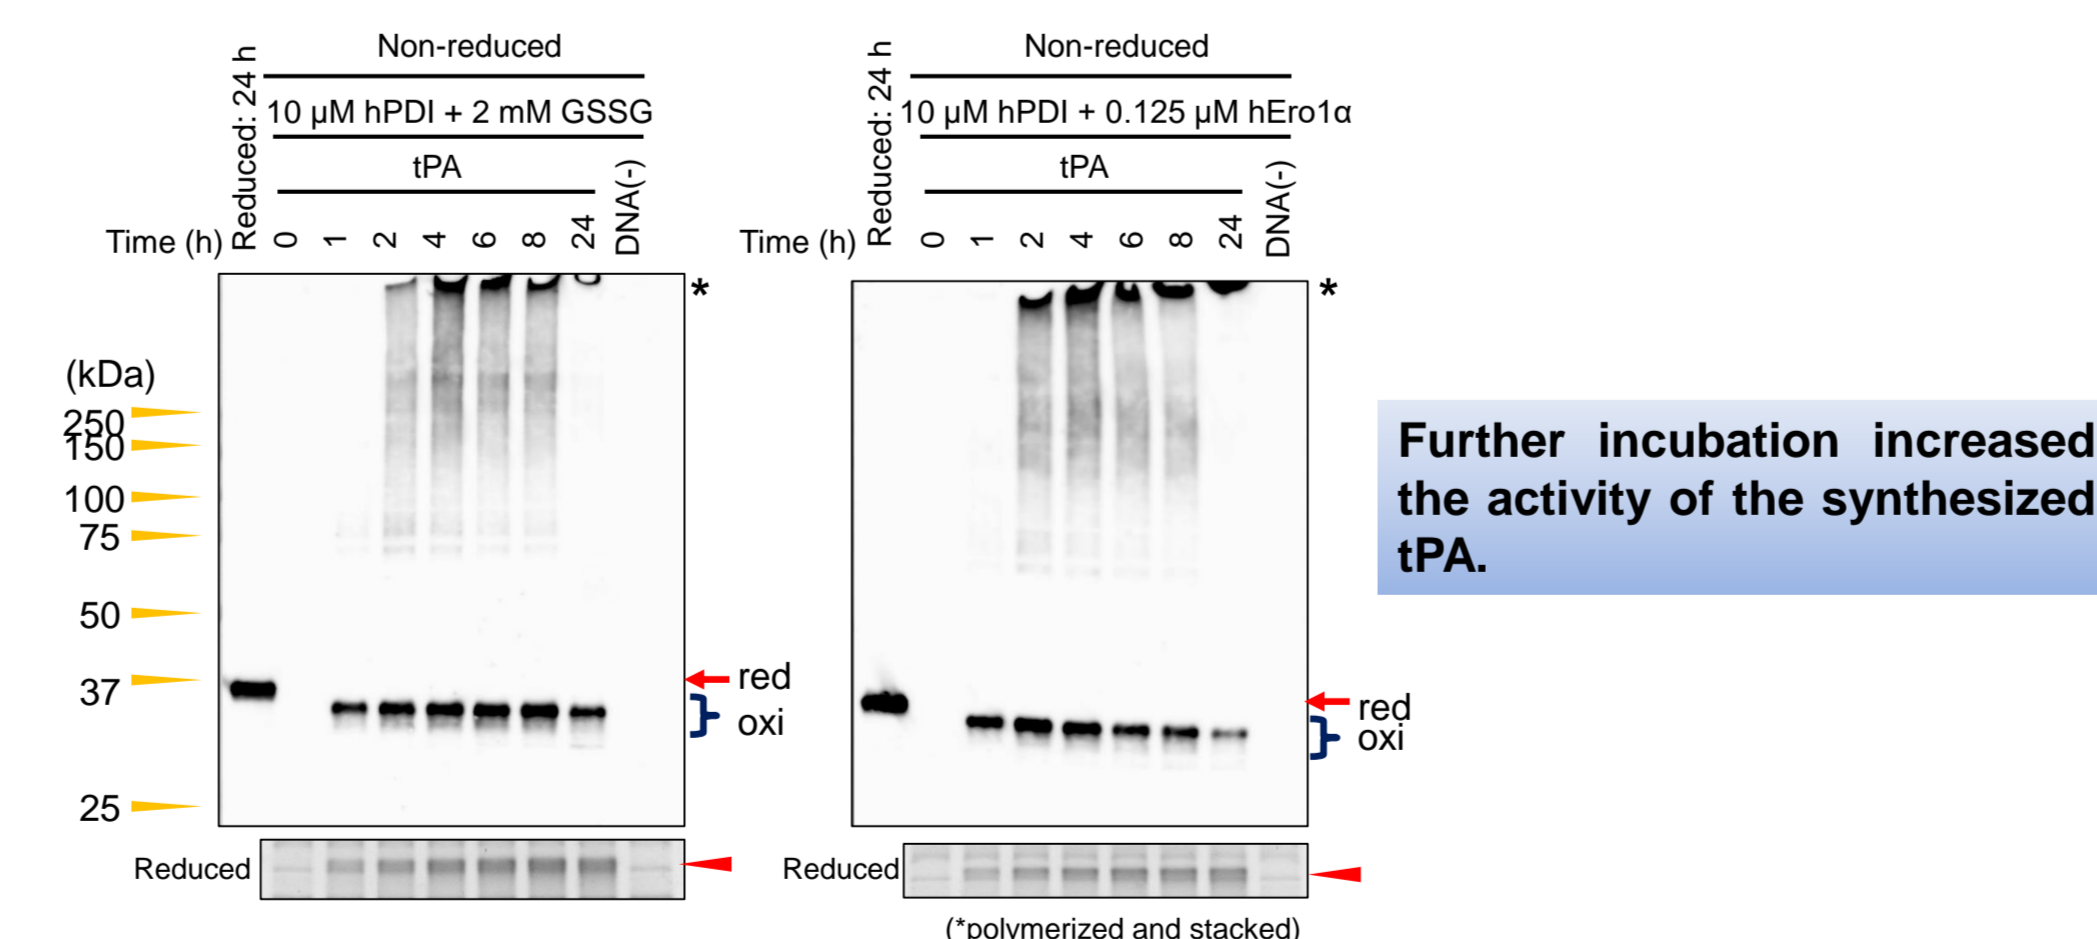 Non-reduced
10 μM hPDI + 2 mM GSSG
tPA
Reduced: 24 h
Time (h) 0 1 2 4 6 8 24 DNA(-)
*
(kDa)
250
150
100
75
50
37
25
red
oxi
Reduced
Non-reduced
10 μM hPDI + 0.125 μM hEro1α
tPA
Reduced: 24 h
Time (h) 0 1 2 4 6 8 24 DNA(-)
*
red
oxi
Reduced
(*polymerized and stacked)
Further incubation increased
the activity of the synthesized
tPA.